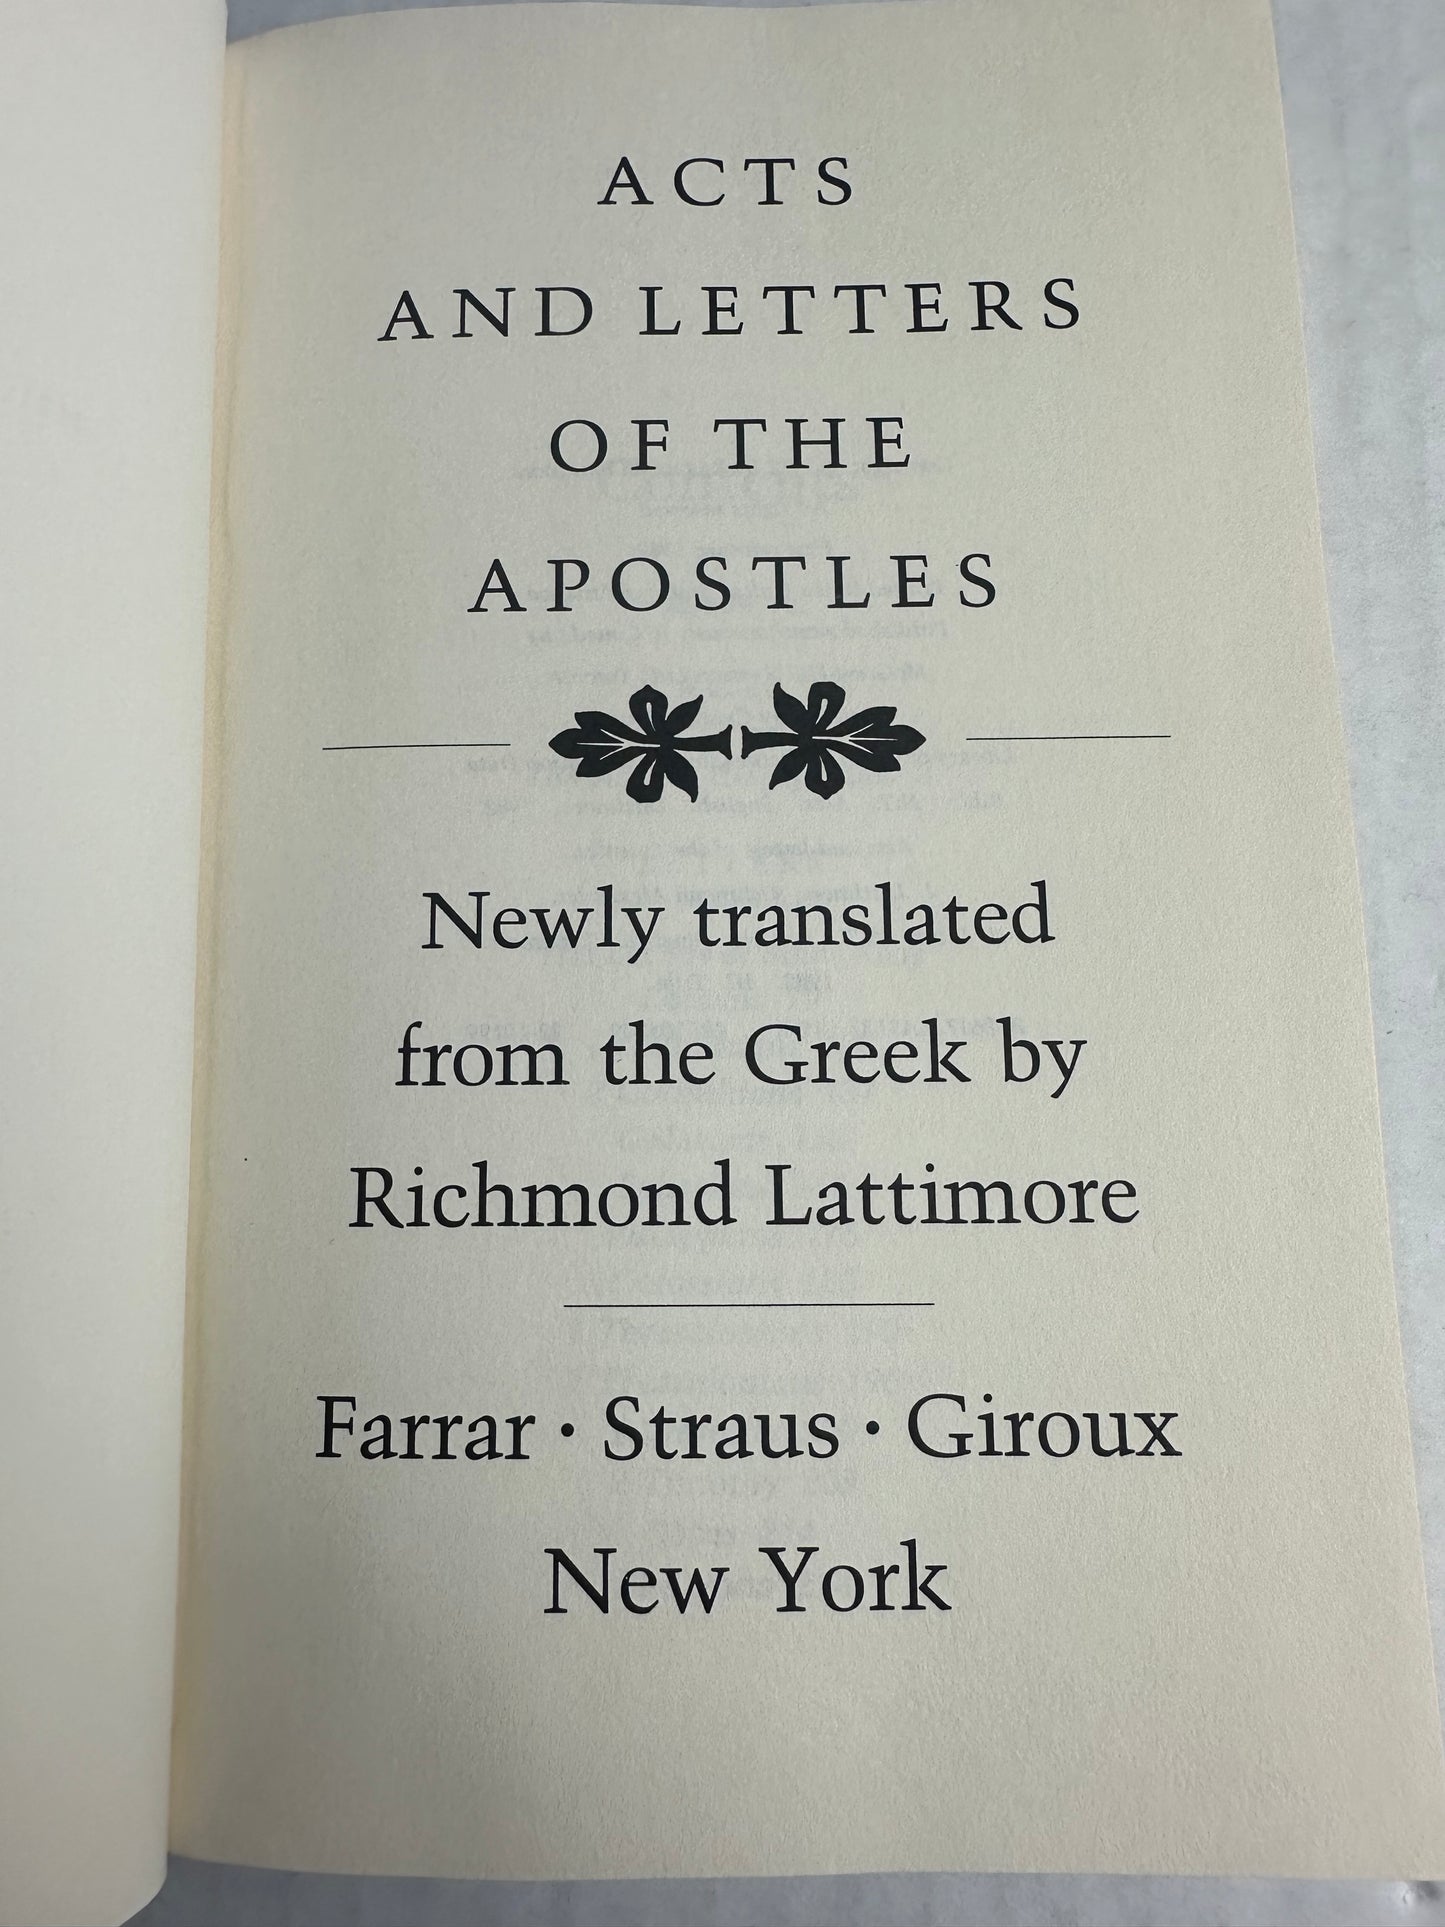 ACTS
AND LETTERS
OF THE
APOSTLES
Newly translated
from the Greek by
Richmond Lattimore
Farrar · Straus · Giroux
New York